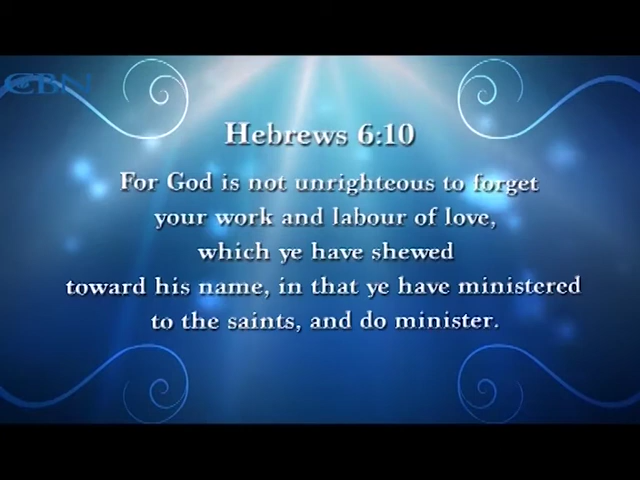 CBN
Hebrews 6:10
For God is not unrighteous to forget
your work and labour of love,
which ye have shewed
toward his name, in that ye have ministered
to the saints, and do minister.